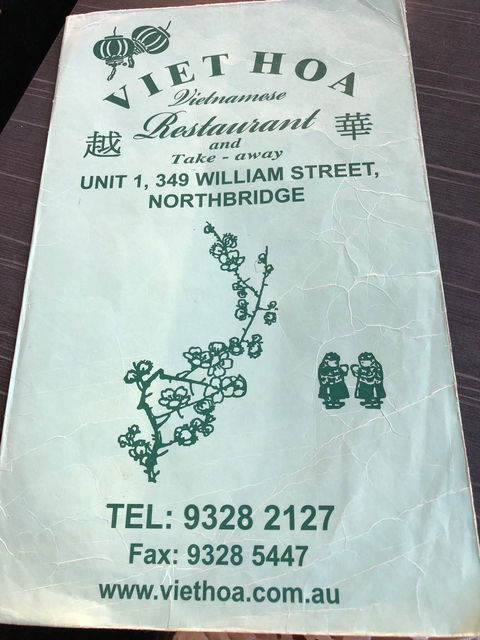 VIET HOA
Vietnamese
越 Restaurant 華
and
Take - away
UNIT 1, 349 WILLIAM STREET,
NORTHBRIDGE
TEL: 9328 2127
Fax: 9328 5447
www.viethoa.com.au